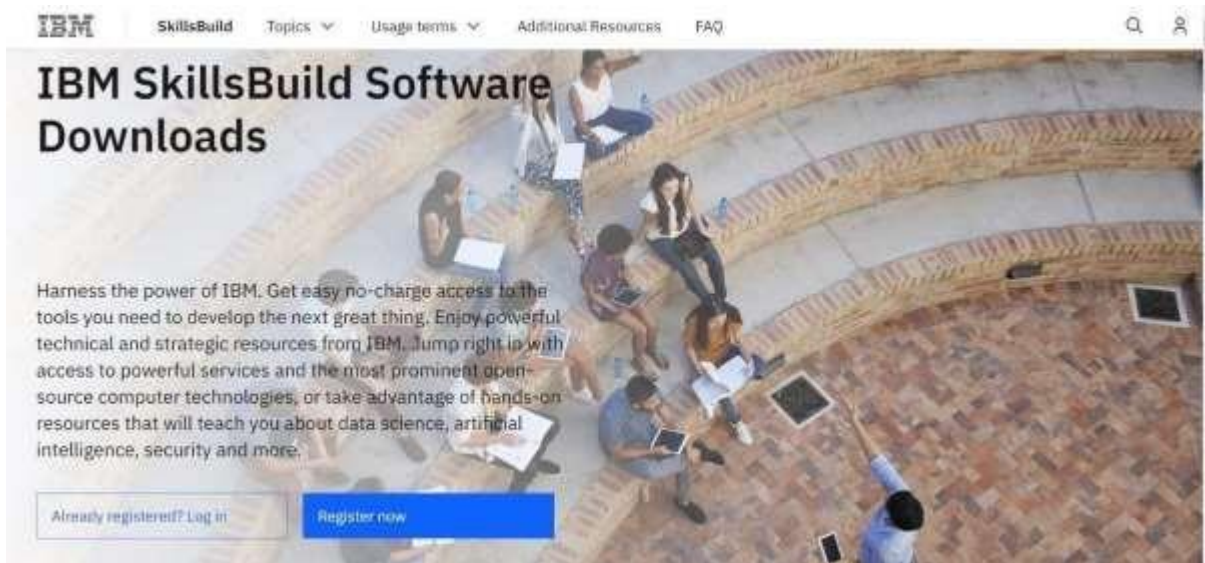 IBM SkillsBuild Topics Usage terms Additional Resources FAQ
IBM SkillsBuild Software
Downloads
Harness the power of IBM. Get easy no-charge access to the
tools you need to develop the next great thing. Enjoy powerful
technical and strategic resources from IBM. Jump right in with
access to powerful services and the most prominent open-
source computer technologies, or take advantage of hands-on
resources that will teach you about data science, artificial
intelligence, security and more.
Already registered? Log in Register now